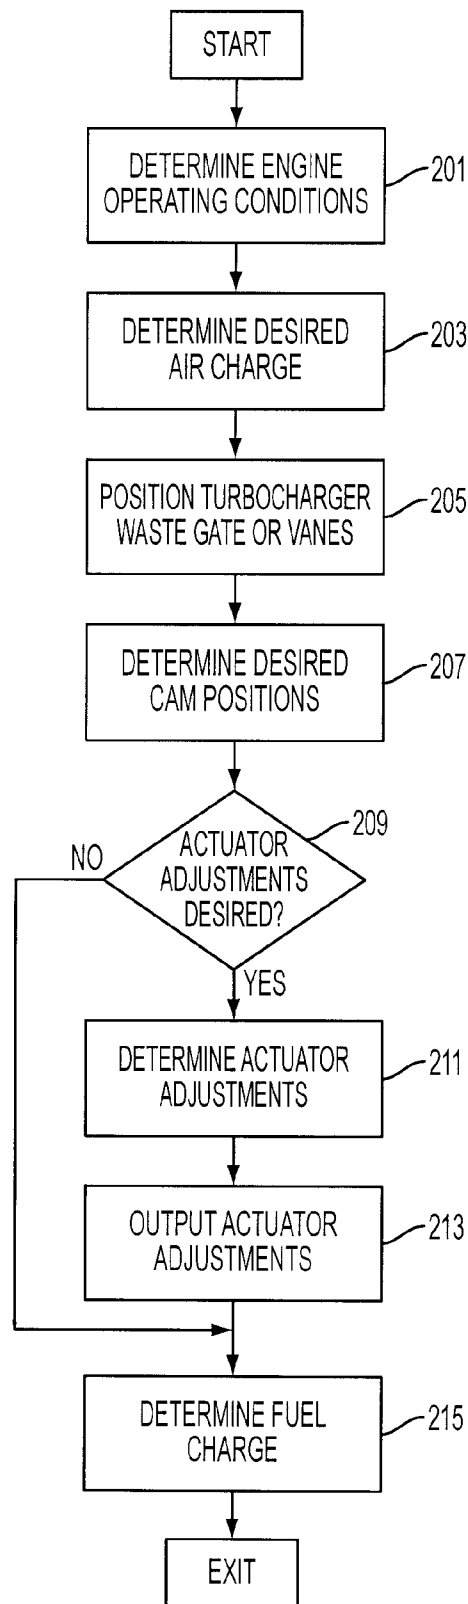 START
DETERMINE ENGINE
OPERATING CONDITIONS
201
DETERMINE DESIRED
AIR CHARGE
203
POSITION TURBOCHARGER
WASTE GATE OR VANES
205
DETERMINE DESIRED
CAM POSITIONS
207
209
ACTUATOR
ADJUSTMENTS
DESIRED?
NO
YES
DETERMINE ACTUATOR
ADJUSTMENTS
211
OUTPUT ACTUATOR
ADJUSTMENTS
213
DETERMINE FUEL
CHARGE
215
EXIT